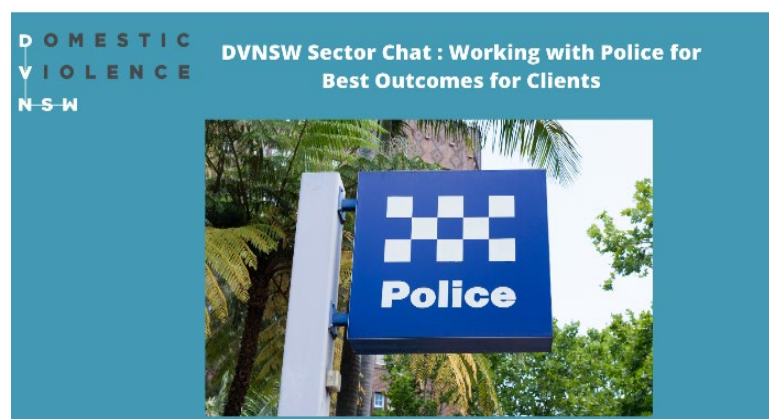 DOMESTIC
VIOLENCE
NSW
DVNSW Sector Chat : Working with Police for
Best Outcomes for Clients
Police